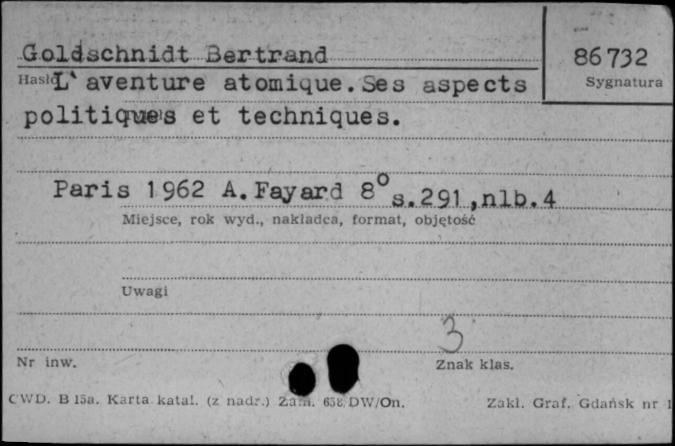 Goldschnidt Bertrand
86732
Hasło L'aventure atomique. Ses aspects
Sygnatura
politiques et techniques.
Paris 1962 A. Fayard 8° s. 291, nlb. 4
Miejsce, rok wyd., nakładca, format, objętość
Uwagi
3
Nr inw.
Znak klas.
CWD. B 15a. Karta katal. (z nadr.) Zam. 658/DW/On.
Zakł. Graf. Gdańsk nr 1